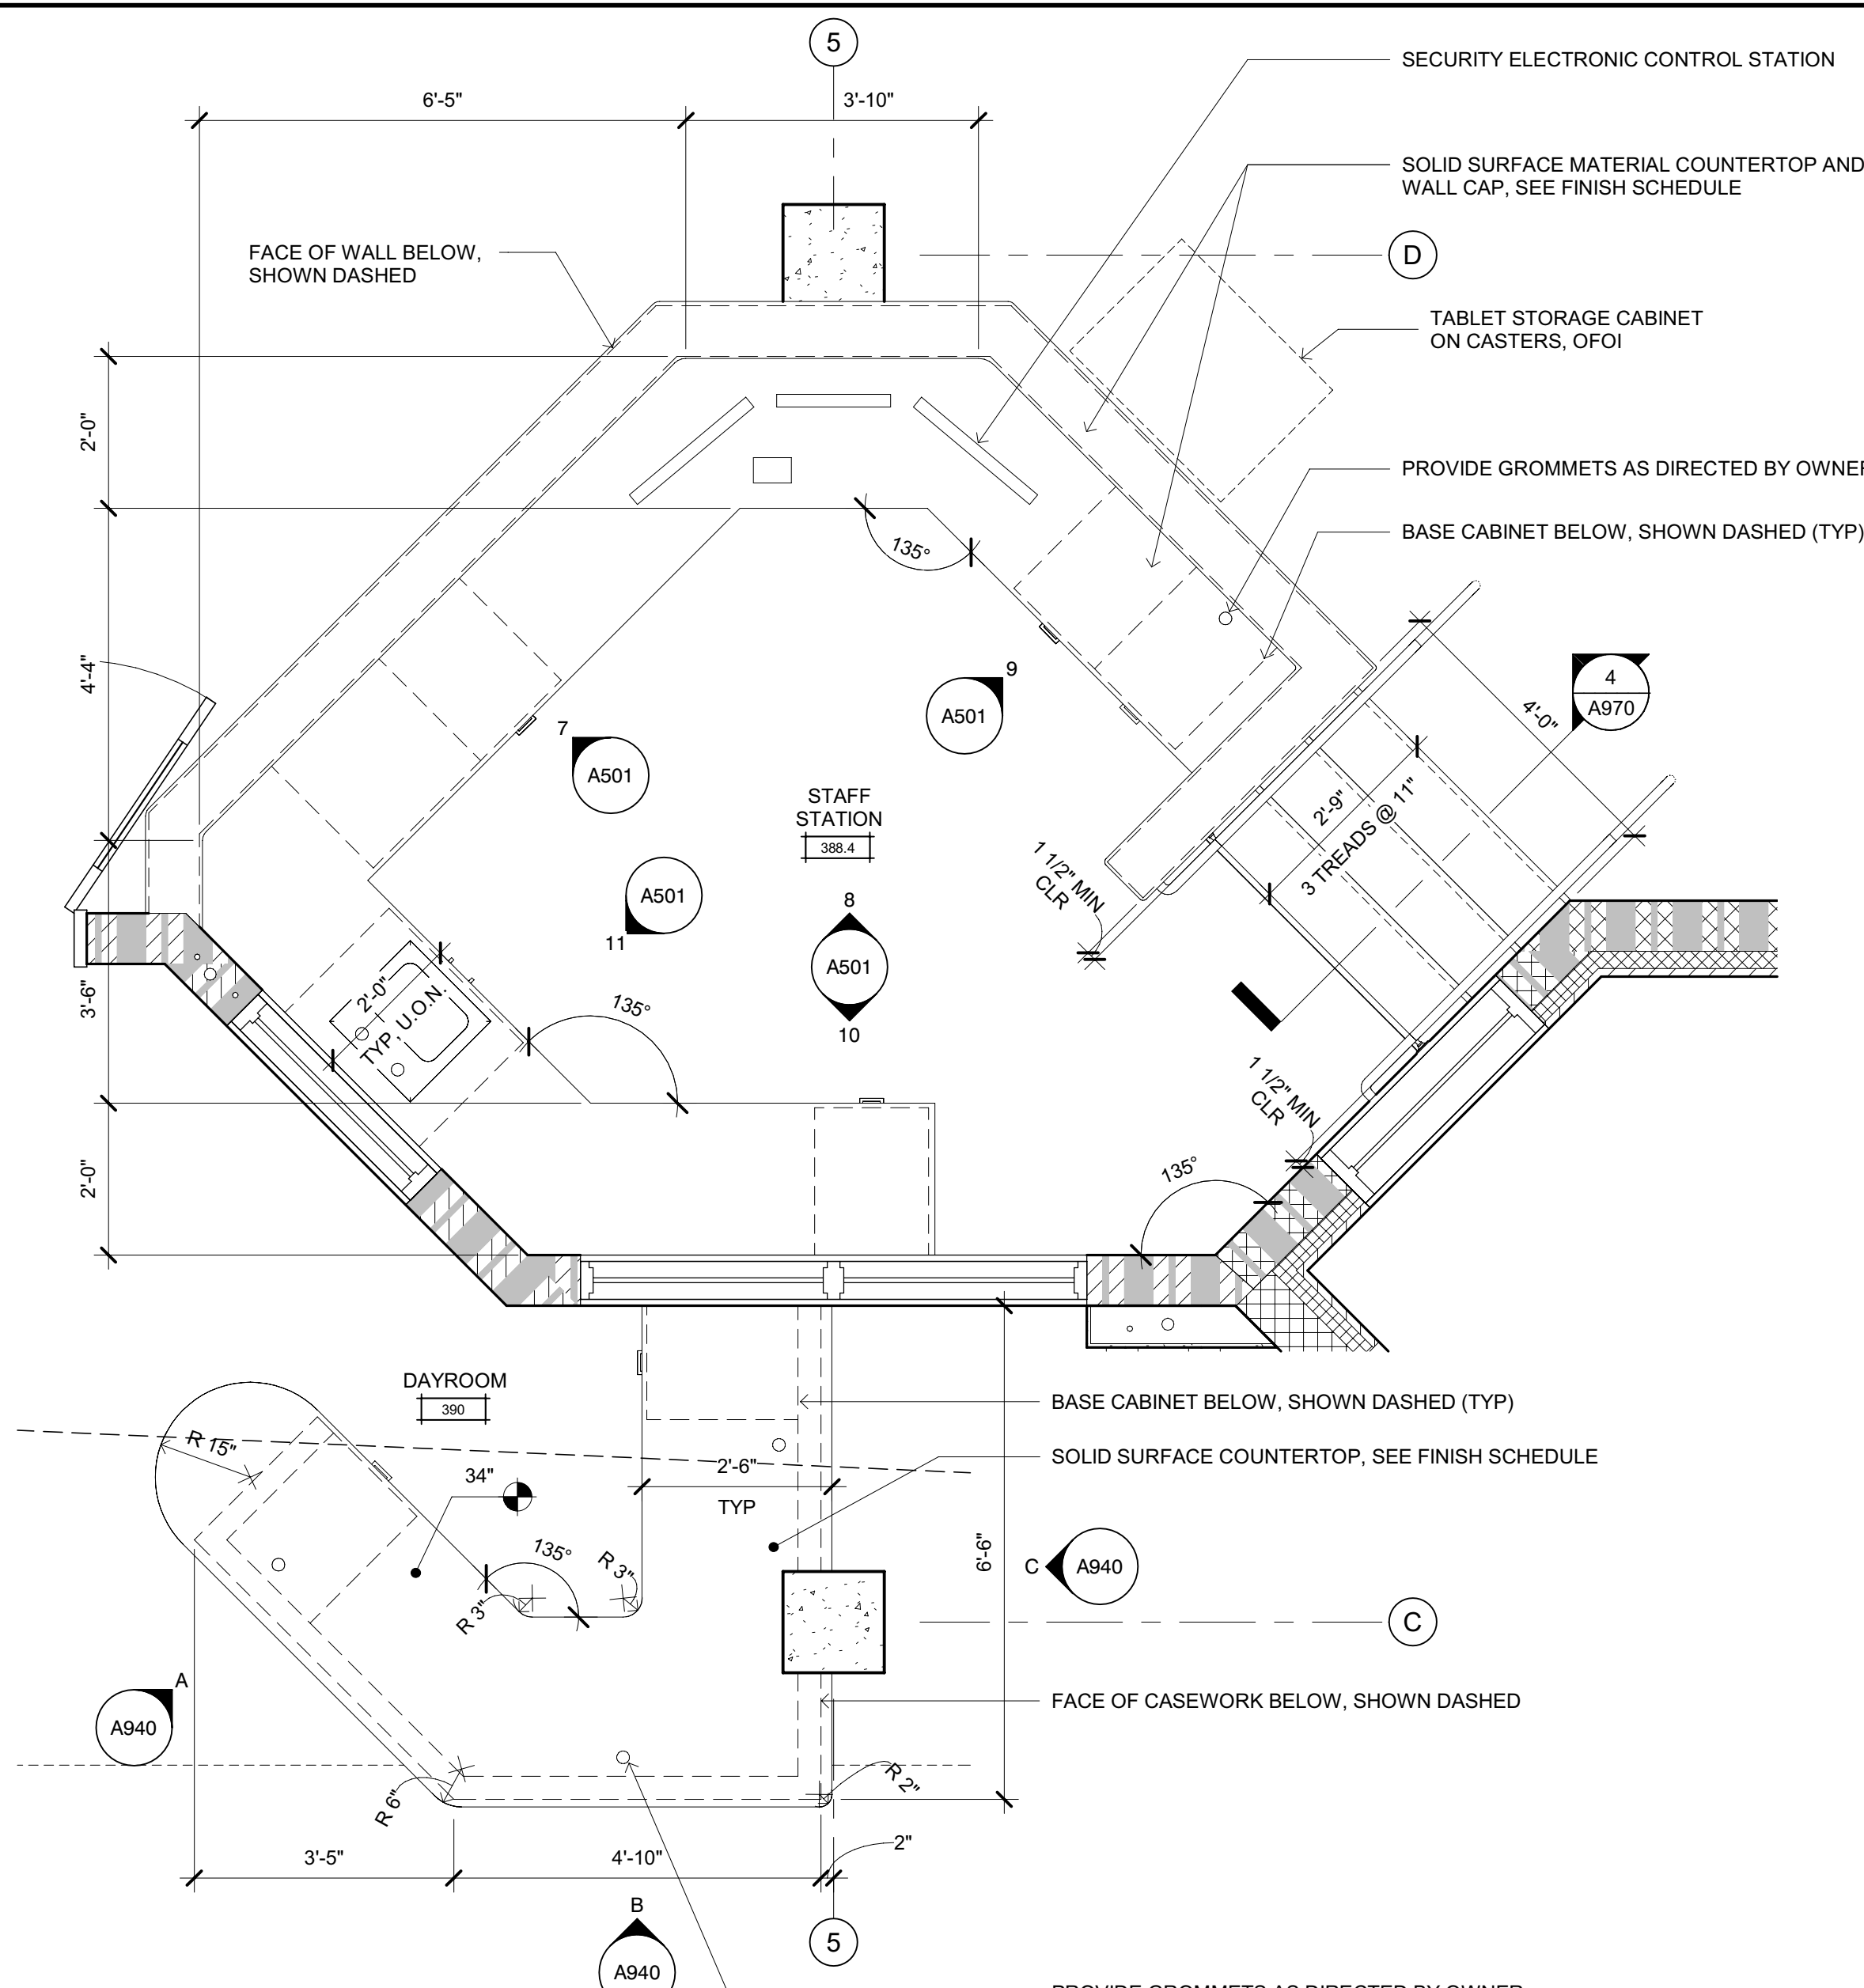 5
6'-5"
3'-10"
SECURITY ELECTRONIC CONTROL STATION
SOLID SURFACE MATERIAL COUNTERTOP AND
WALL CAP, SEE FINISH SCHEDULE
FACE OF WALL BELOW,
SHOWN DASHED
D
TABLET STORAGE CABINET
ON CASTERS, OFOI
2'-0"
PROVIDE GROMMETS AS DIRECTED BY OWNER
BASE CABINET BELOW, SHOWN DASHED (TYP)
135°
4'-4"
9
A501
4
A970
4'-0"
7
A501
STAFF
STATION
388.4
2'-9"
3 TREADS @ 11"
1 1/2" MIN
CLR
A501
11
8
A501
10
3'-6"
2'-0"
TYP, U.O.N.
135°
1 1/2" MIN
CLR
2'-0"
135°
DAYROOM
390
BASE CABINET BELOW, SHOWN DASHED (TYP)
R 15"
34"
2'-6"
TYP
SOLID SURFACE COUNTERTOP, SEE FINISH SCHEDULE
135°
R 3"
R 3"
6'-6"
C
A940
C
A
A940
FACE OF CASEWORK BELOW, SHOWN DASHED
R 6"
R 2"
3'-5"
4'-10"
2"
B
A940
5
PROVIDE GROMMETS AS DIRECTED BY OWNER